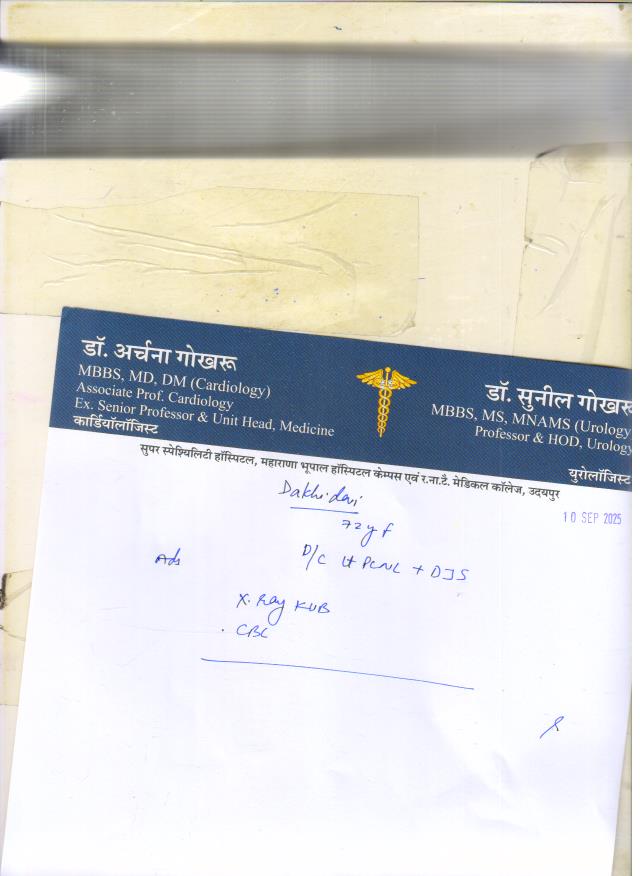 डॉ. अर्चना गोखरू
MBBS, MD, DM (Cardiology)
Associate Prof. Cardiology
Ex. Senior Professor & Unit Head, Medicine
कार्डियोलॉजिस्ट
डॉ. सुनील गोखरू
MBBS, MS, MNAMS (Urology
Professor & HOD, Urology
युरोलॉजिस्ट
सुपर स्पेश्यिलिटी हॉस्पिटल, महाराणा भूपाल हॉस्पिटल केम्पस एवं र.ना.टै. मेडिकल कॉलेज, उदयपुर
10 SEP 2025
Dakhi devi
72y f
D/C Lt PCNL + DJS
Adv
X. Ray KUB
CBC